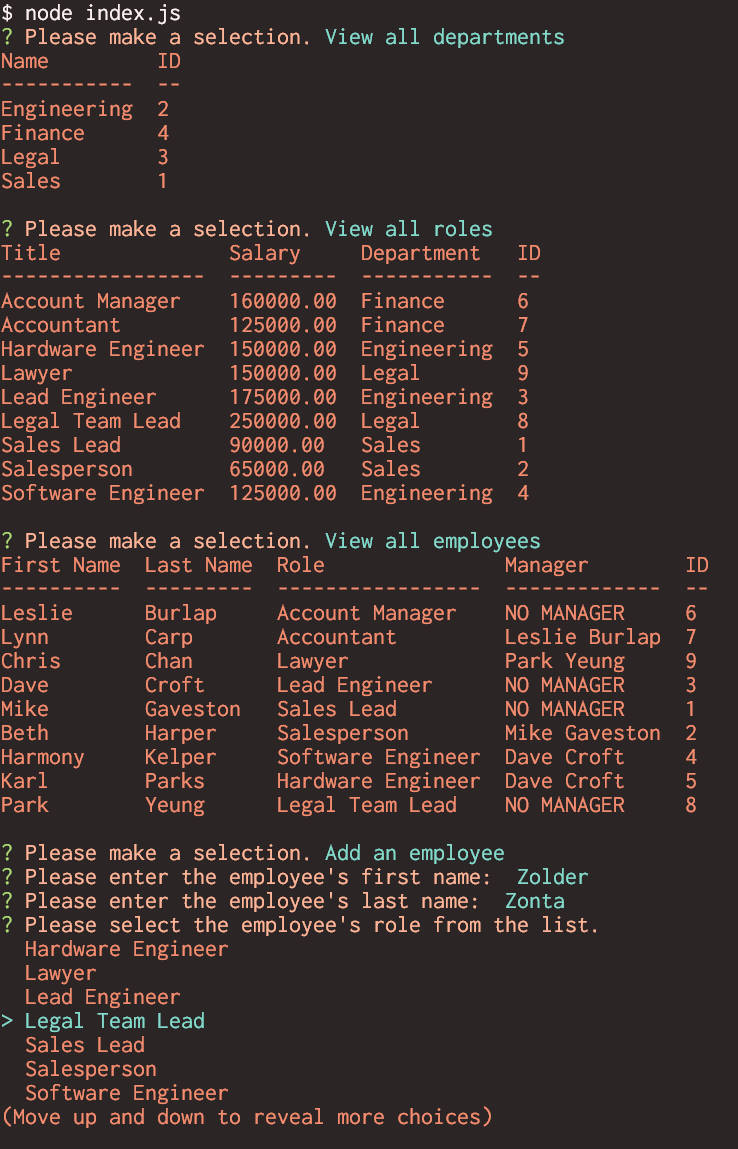 $ node index.js
? Please make a selection. View all departments
Name         ID
-----------  --
Engineering  2
Finance      4
Legal        3
Sales        1

? Please make a selection. View all roles
Title              Salary     Department   ID
-----------------  ---------  -----------  --
Account Manager    160000.00  Finance      6
Accountant         125000.00  Finance      7
Hardware Engineer  150000.00  Engineering  5
Lawyer             150000.00  Legal        9
Lead Engineer      175000.00  Engineering  3
Legal Team Lead    250000.00  Legal        8
Sales Lead         90000.00   Sales        1
Salesperson        65000.00   Sales        2
Software Engineer  125000.00  Engineering  4

? Please make a selection. View all employees
First Name  Last Name  Role               Manager        ID
----------  ---------  -----------------  -------------  --
Leslie      Burlap     Account Manager    NO MANAGER     6
Lynn        Carp       Accountant         Leslie Burlap  7
Chris       Chan       Lawyer             Park Yeung     9
Dave        Croft      Lead Engineer      NO MANAGER     3
Mike        Gaveston   Sales Lead         NO MANAGER     1
Beth        Harper     Salesperson        Mike Gaveston  2
Harmony     Kelper     Software Engineer  Dave Croft     4
Karl        Parks      Hardware Engineer  Dave Croft     5
Park        Yeung      Legal Team Lead    NO MANAGER     8

? Please make a selection. Add an employee
? Please enter the employee's first name:  Zolder
? Please enter the employee's last name:  Zonta
? Please select the employee's role from the list.
  Hardware Engineer
  Lawyer
  Lead Engineer
> Legal Team Lead
  Sales Lead
  Salesperson
  Software Engineer
(Move up and down to reveal more choices)